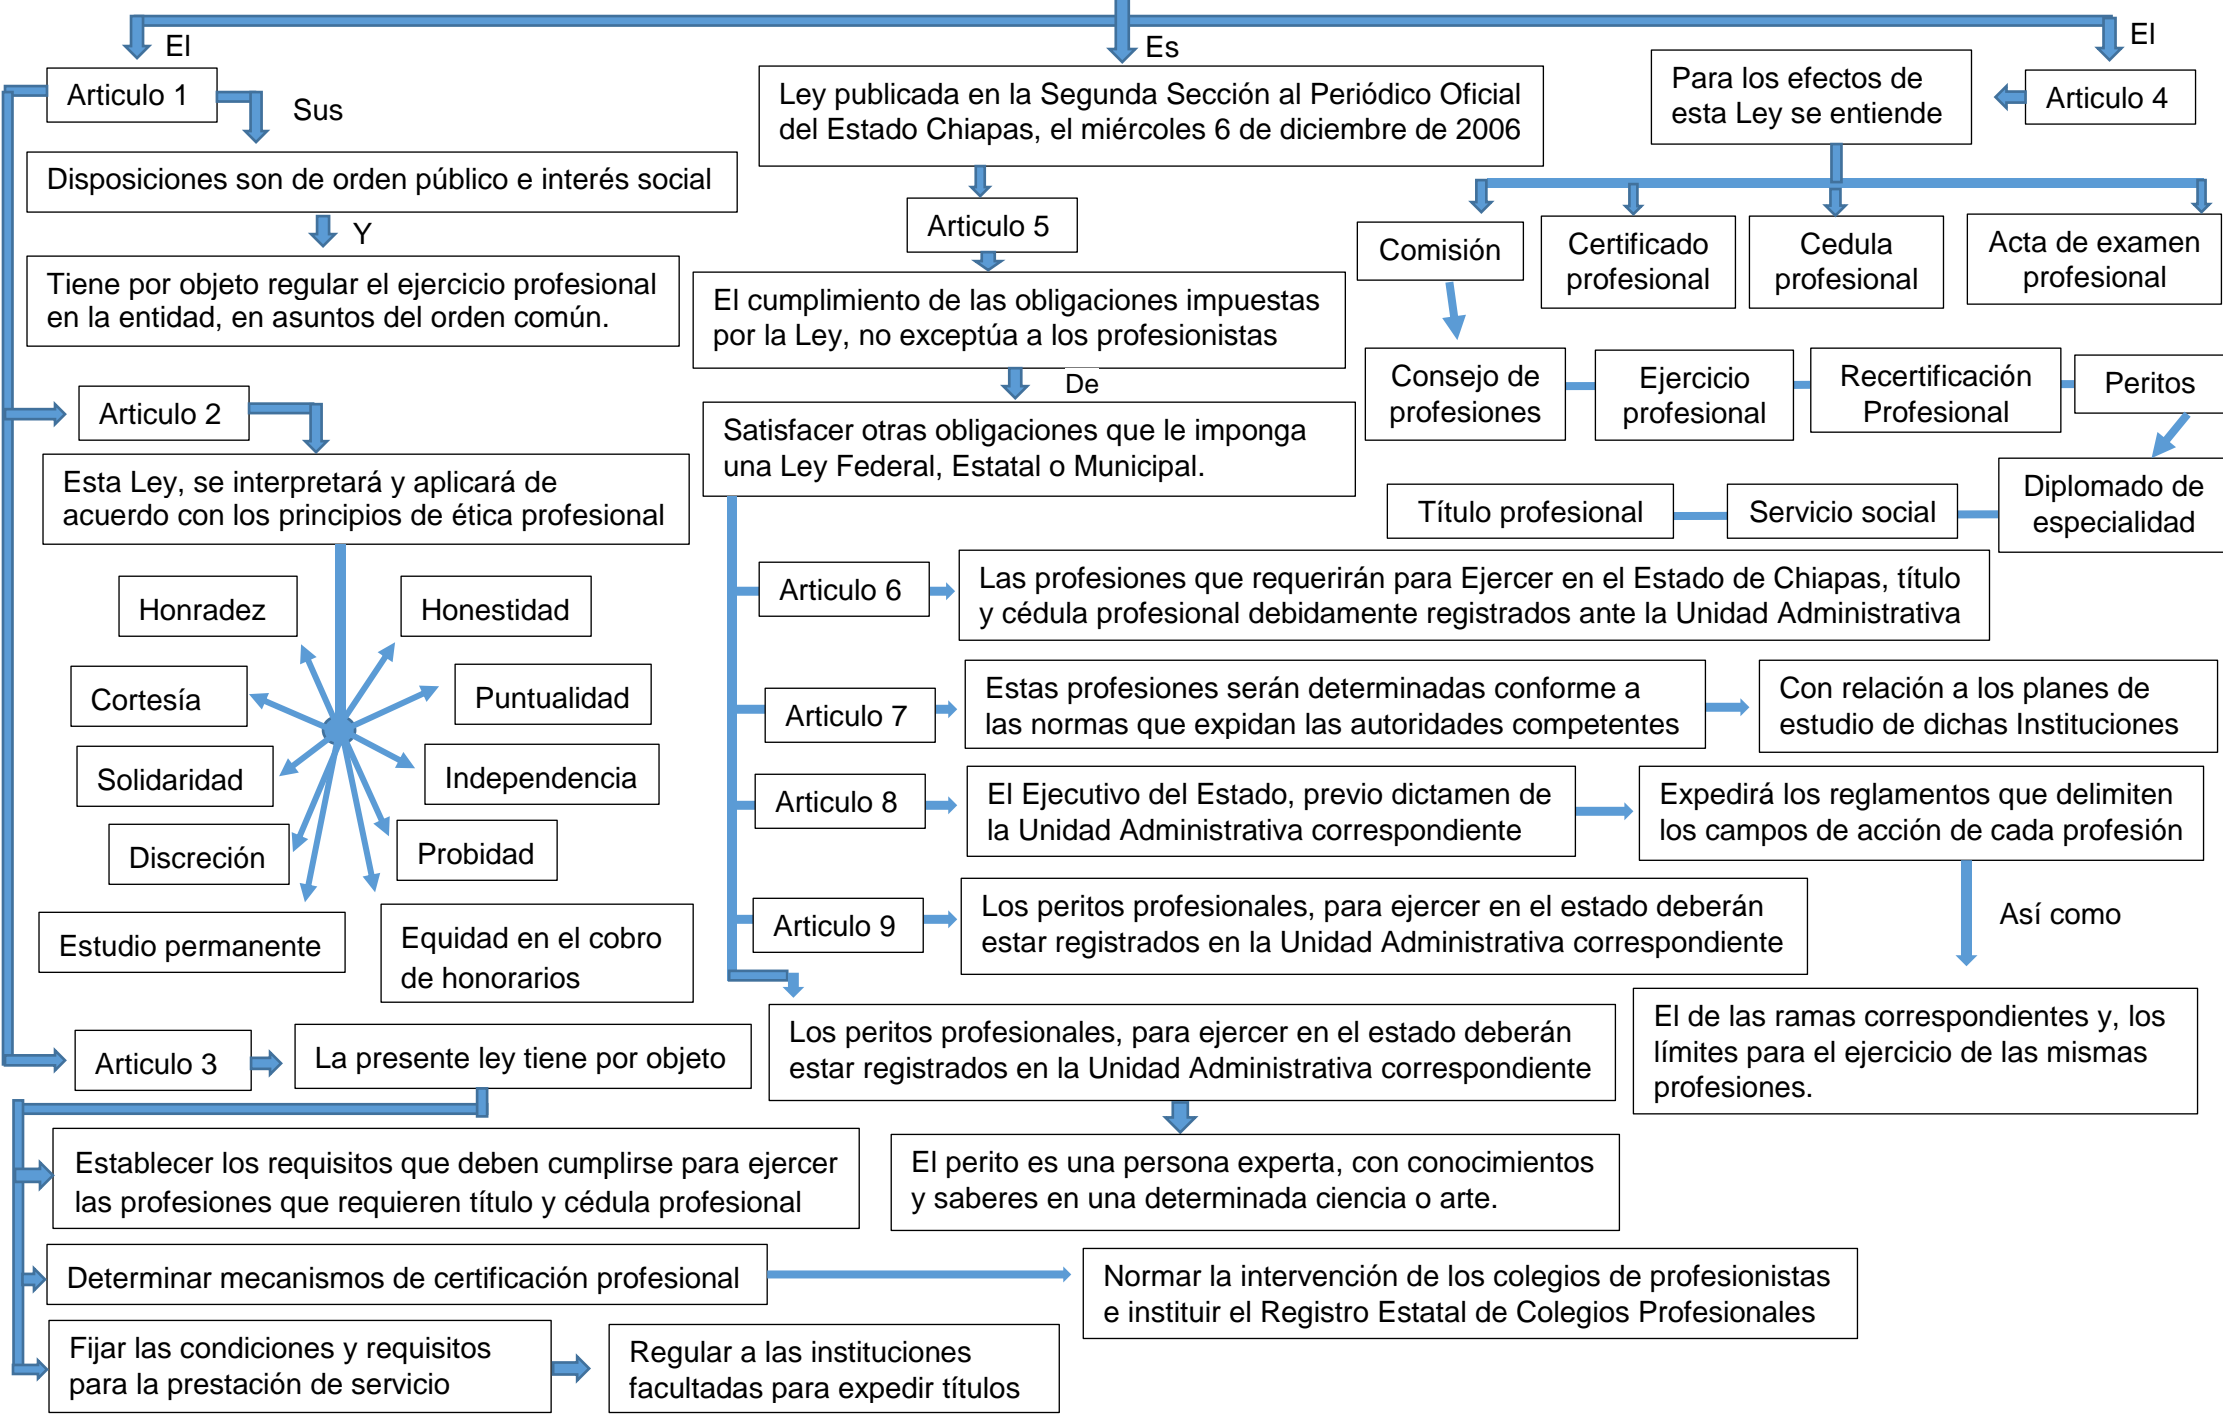 El
Es
El
Articulo 1
Sus
Disposiciones son de orden público e interés social
Y
Tiene por objeto regular el ejercicio profesional
en la entidad, en asuntos del orden común.
Articulo 2
Esta Ley, se interpretará y aplicará de
acuerdo con los principios de ética profesional
Honradez
Honestidad
Cortesía
Puntualidad
Solidaridad
Independencia
Discreción
Probidad
Estudio permanente
Equidad en el cobro
de honorarios
Articulo 3
La presente ley tiene por objeto
Establecer los requisitos que deben cumplirse para ejercer
las profesiones que requieren título y cédula profesional
Determinar mecanismos de certificación profesional
Normar la intervención de los colegios de profesionistas
e instituir el Registro Estatal de Colegios Profesionales
Fijar las condiciones y requisitos
para la prestación de servicio
Regular a las instituciones
facultadas para expedir títulos
Ley publicada en la Segunda Sección al Periódico Oficial
del Estado Chiapas, el miércoles 6 de diciembre de 2006
Articulo 5
El cumplimiento de las obligaciones impuestas
por la Ley, no exceptúa a los profesionistas
De
Satisfacer otras obligaciones que le imponga
una Ley Federal, Estatal o Municipal.
Articulo 6
Las profesiones que requerirán para Ejercer en el Estado de Chiapas, título
y cédula profesional debidamente registrados ante la Unidad Administrativa
Articulo 7
Estas profesiones serán determinadas conforme a
las normas que expidan las autoridades competentes
Con relación a los planes de
estudio de dichas Instituciones
Articulo 8
El Ejecutivo del Estado, previo dictamen de
la Unidad Administrativa correspondiente
Expedirá los reglamentos que delimiten
los campos de acción de cada profesión
Así como
El de las ramas correspondientes y, los
límites para el ejercicio de las mismas
profesiones.
Articulo 9
Los peritos profesionales, para ejercer en el estado deberán
estar registrados en la Unidad Administrativa correspondiente
Los peritos profesionales, para ejercer en el estado deberán
estar registrados en la Unidad Administrativa correspondiente
El perito es una persona experta, con conocimientos
y saberes en una determinada ciencia o arte.
Articulo 4
Para los efectos de
esta Ley se entiende
Comisión
Certificado
profesional
Cedula
profesional
Acta de examen
profesional
Consejo de
profesiones
Ejercicio
profesional
Recertificación
Profesional
Peritos
Diplomado de
especialidad
Servicio social
Título profesional